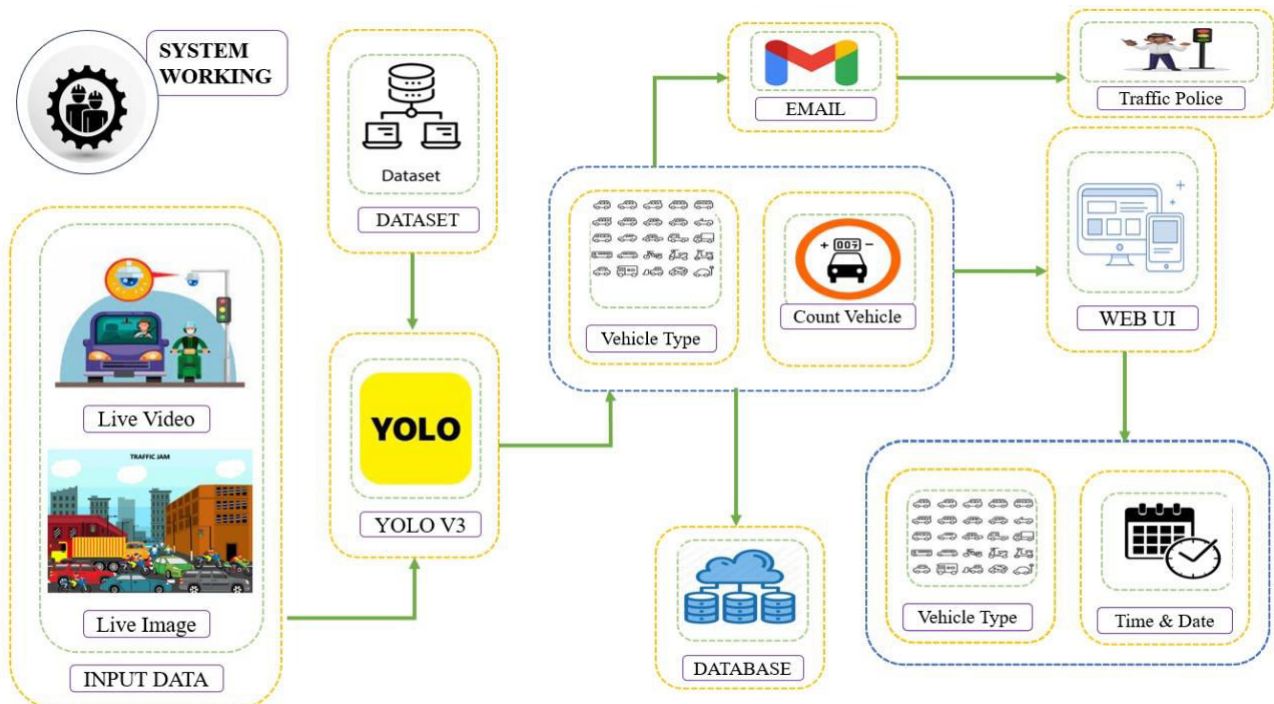 SYSTEM
WORKING
Dataset
DATASET
EMAIL
Traffic Police
Live Video
TRAFFIC JAM
Live Image
INPUT DATA
YOLO
YOLO V3
Vehicle Type
+ 007 -
Count Vehicle
WEB UI
DATABASE
Vehicle Type
Time & Date